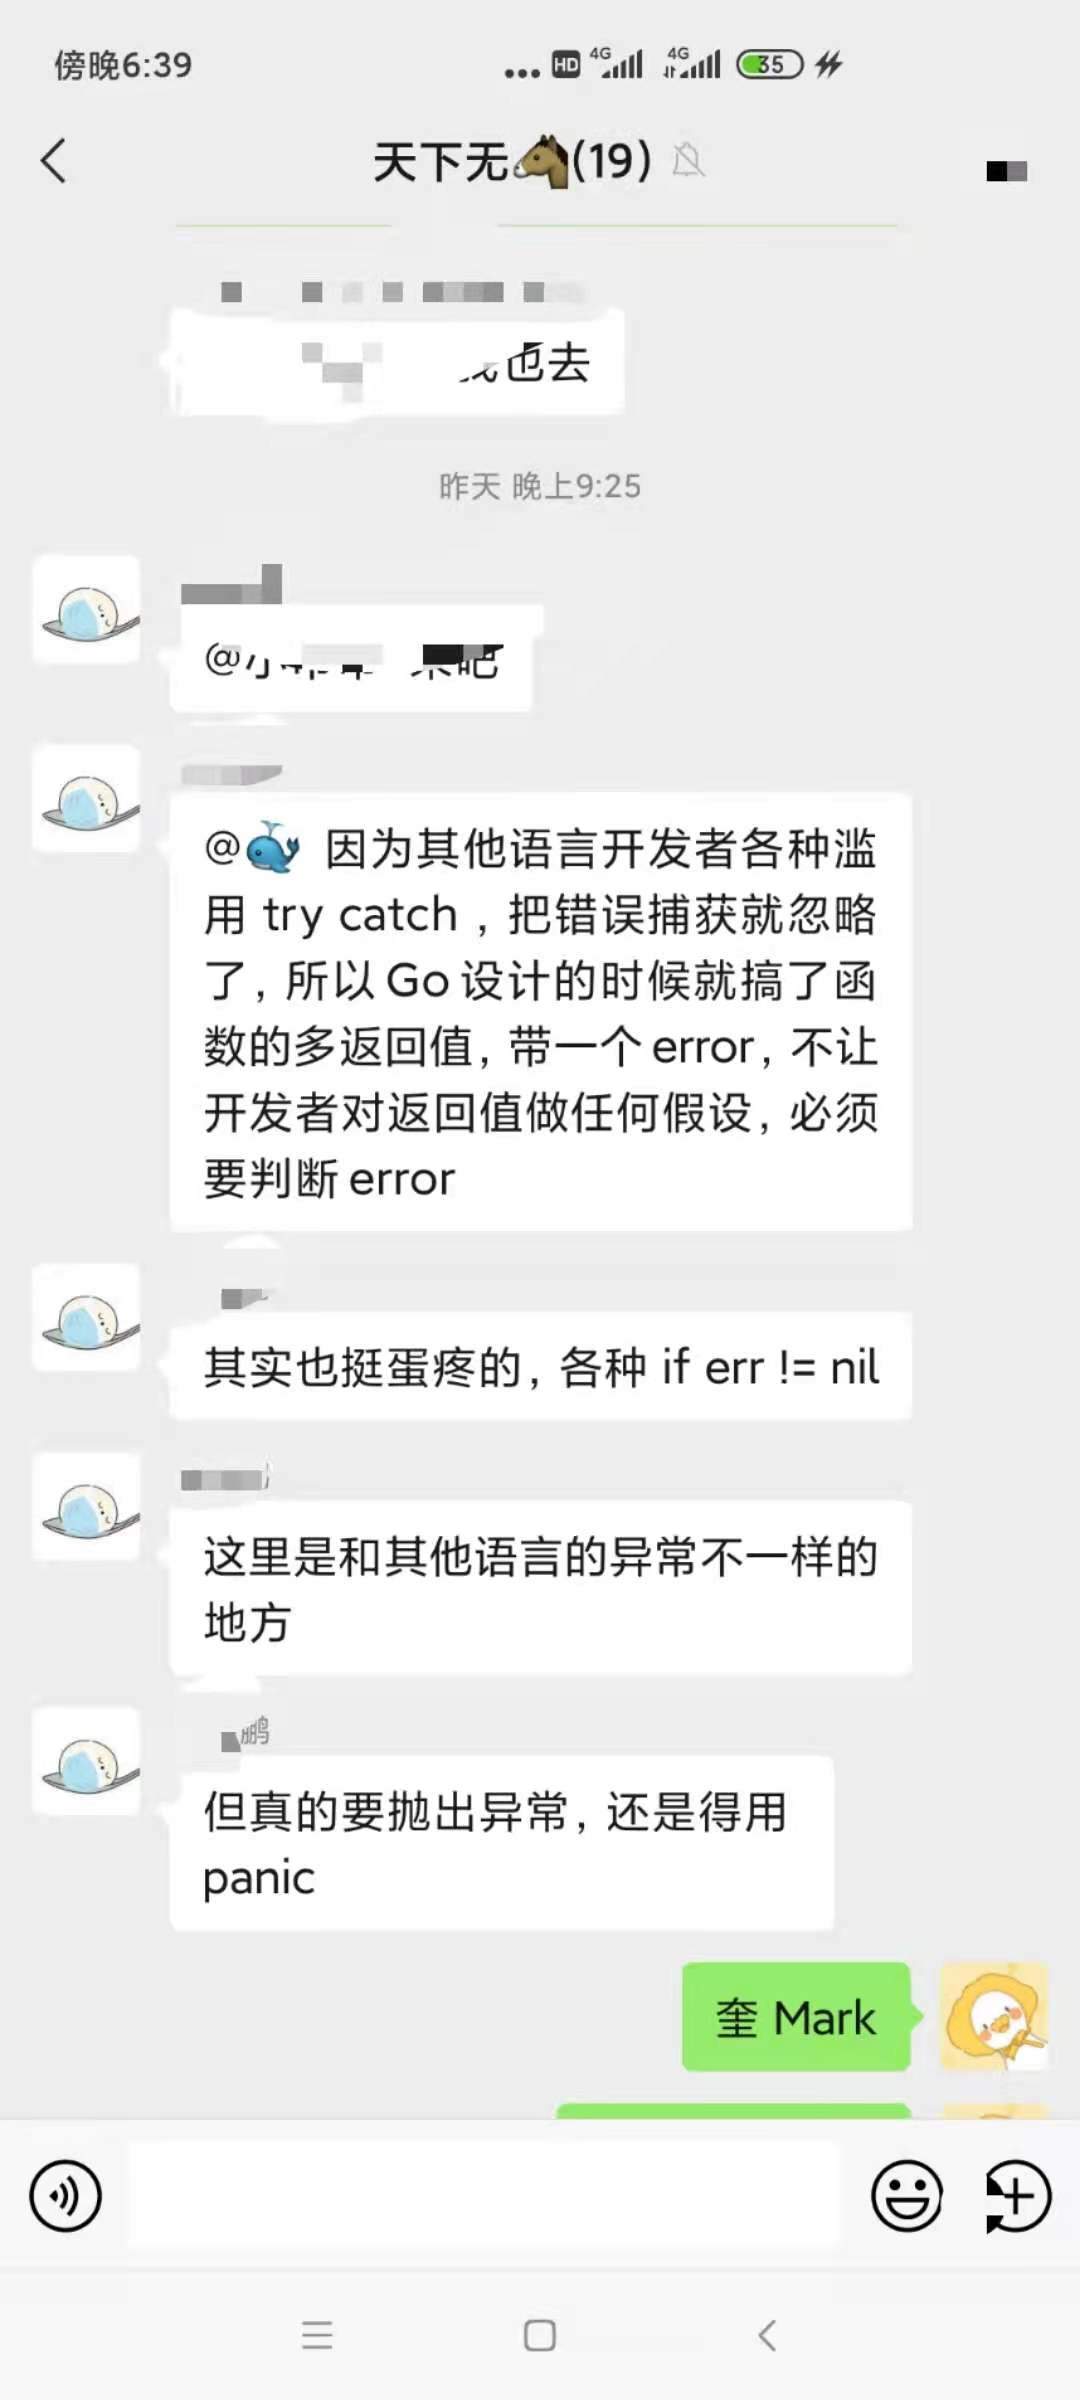 傍晚6:39
HD 4G 4G 35
天下无(19)
也去
昨天 晚上9:25
@小 吧
@ 因为其他语言开发者各种滥
用 try catch，把错误捕获就忽略
了，所以 Go 设计的时候就搞了函
数的多返回值，带一个 error，不让
开发者对返回值做任何假设，必须
要判断 error
其实也挺蛋疼的，各种 if err != nil
这里是和其他语言的异常不一样的
地方
鹏
但真的要抛出异常，还是得用
panic
奎 Mark